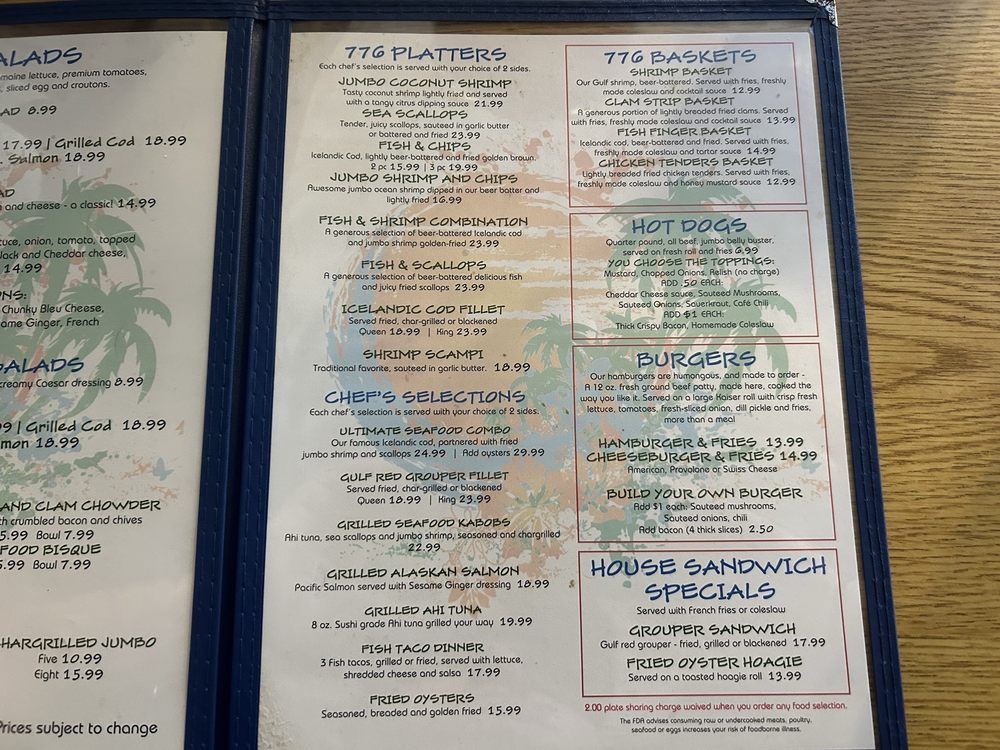 ALADS
maine lettuce, premium tomatoes,
, sliced egg and croutons.
AD 8.99
17.99 | Grilled Cod 18.99
. Salmon 18.99
AD
n and cheese - a classic! 14.99
tuce, onion, tomato, topped
Jack and Cheddar cheese,
14.99
NS:
Chunky Bleu Cheese,
ame Ginger, French
SALADS
creamy Caesar dressing 8.99
99 | Grilled Cod 18.99
mon 18.99
AND CLAM CHOWDER
th crumbled bacon and chives
5.99 Bowl 7.99
FOOD BISQUE
5.99 Bowl 7.99
HARGRILLED JUMBO
Five 10.99
Eight 15.99
Prices subject to change
776 PLATTERS
Each chef's selection is served with your choice of 2 sides.
JUMBO COCONUT SHRIMP
Tasty coconut shrimp lightly fried and served
with a tangy citrus dipping sauce 21.99
SEA SCALLOPS
Tender, juicy scallops, sauteed in garlic butter
or battered and fried 23.99
FISH & CHIPS
Icelandic Cod, lightly beer-battered and fried golden brown.
2 pc 15.99 | 3 pc 19.99
JUMBO SHRIMP AND CHIPS
Awesome jumbo ocean shrimp dipped in our beer batter and
lightly fried 16.99
FISH & SHRIMP COMBINATION
A generous selection of beer-battered Icelandic cod
and jumbo shrimp golden-fried 23.99
FISH & SCALLOPS
A generous selection of beer-battered delicious fish
and juicy fried scallops 23.99
ICELANDIC COD FILLET
Served fried, char-grilled or blackened
Queen 18.99 | King 23.99
SHRIMP SCAMPI
Traditional favorite, sauteed in garlic butter. 18.99
CHEF'S SELECTIONS
Each chef's selection is served with your choice of 2 sides.
ULTIMATE SEAFOOD COMBO
Our famous Icelandic cod, partnered with fried
jumbo shrimp and scallops 24.99 | Add oysters 29.99
GULF RED GROUPER FILLET
Served fried, char-grilled or blackened
Queen 18.99 | King 23.99
GRILLED SEAFOOD KABOBS
Ahi tuna, sea scallops and jumbo shrimp, seasoned and chargrilled
22.99
GRILLED ALASKAN SALMON
Pacific Salmon served with Sesame Ginger dressing 18.99
GRILLED AHI TUNA
8 oz. Sushi grade Ahi tuna grilled your way 19.99
FISH TACO DINNER
3 Fish tacos, grilled or fried, served with lettuce,
shredded cheese and salsa 17.99
FRIED OYSTERS
Seasoned, breaded and golden fried 15.99
776 BASKETS
SHRIMP BASKET
Our Gulf shrimp, beer-battered. Served with fries, freshly
made coleslaw and cocktail sauce 12.99
CLAM STRIP BASKET
A generous portion of lightly breaded fried clams. Served
with fries, freshly made coleslaw and cocktail sauce 13.99
FISH FINGER BASKET
Icelandic cod, beer-battered and fried. Served with fries,
freshly made coleslaw and tartar sauce 14.99
CHICKEN TENDERS BASKET
Lightly breaded fried chicken tenders. Served with fries,
freshly made coleslaw and honey mustard sauce 12.99
HOT DOGS
Quarter pound, all beef, jumbo belly buster,
served on fresh roll and fries 6.99
YOU CHOOSE THE TOPPINGS:
Mustard, Chopped Onions, Relish (no charge)
ADD .50 EACH:
Cheddar Cheese sauce, Sauteed Mushrooms,
Sauteed Onions, Sauerkraut, Café Chili
ADD $1 EACH:
Thick Crispy Bacon, Homemade Coleslaw
BURGERS
Our hamburgers are humongous, and made to order -
A 12 oz. fresh ground beef patty, made here, cooked the
way you like it. Served on a large Kaiser roll with crisp fresh
lettuce, tomatoes, fresh-sliced onion, dill pickle and fries,
more than a meal
HAMBURGER & FRIES 13.99
CHEESEBURGER & FRIES 14.99
American, Provolone or Swiss Cheese
BUILD YOUR OWN BURGER
Add $1 each: Sauteed mushrooms,
Sauteed onions, chili
Add bacon (4 thick slices) 2.50
HOUSE SANDWICH
SPECIALS
Served with French fries or coleslaw
GROUPER SANDWICH
Gulf red grouper - fried, grilled or blackened 17.99
FRIED OYSTER HOAGIE
Served on a toasted hoagie roll 13.99
2.00 plate sharing charge waived when you order any food selection.
The FDA advises consuming raw or undercooked meats, poultry,
seafood or eggs increases your risk of foodborne illness.